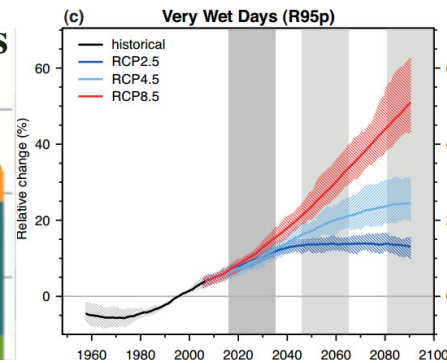 s
(c) Very Wet Days (R95p)
historical
RCP2.5
RCP4.5
RCP8.5
Relative change (%)
60
40
20
0
1960 1980 2000 2020 2040 2060 2080 2100